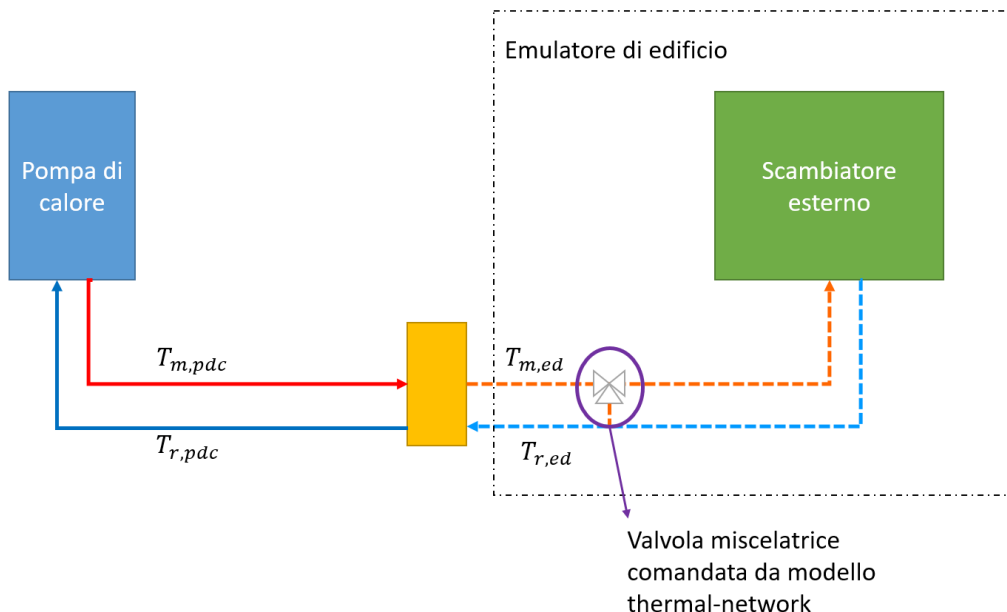 Emulatore di edificio
Pompa di
calore
Scambiatore
esterno
T_{m,pdc}
T_{m,ed}
T_{r,pdc}
T_{r,ed}
Valvola miscelatrice
comandata da modello
thermal-network